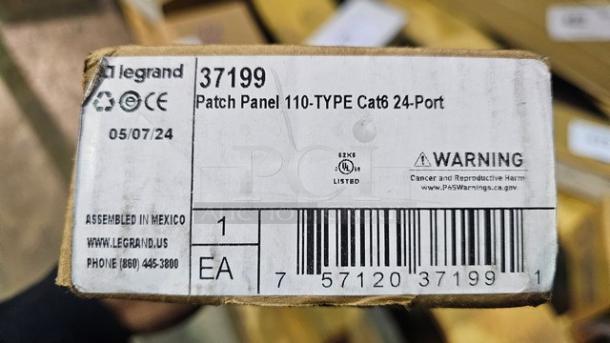 legrand
CE
05/07/24
37199
Patch Panel 110-TYPE Cat6 24-Port
UL
LISTED
WARNING
Cancer and Reproductive Harm
www.P65Warnings.ca.gov
ASSEMBLED IN MEXICO
WWW.LEGRAND.US
PHONE (860) 445-3800
1
EA
7 57120 37199 1